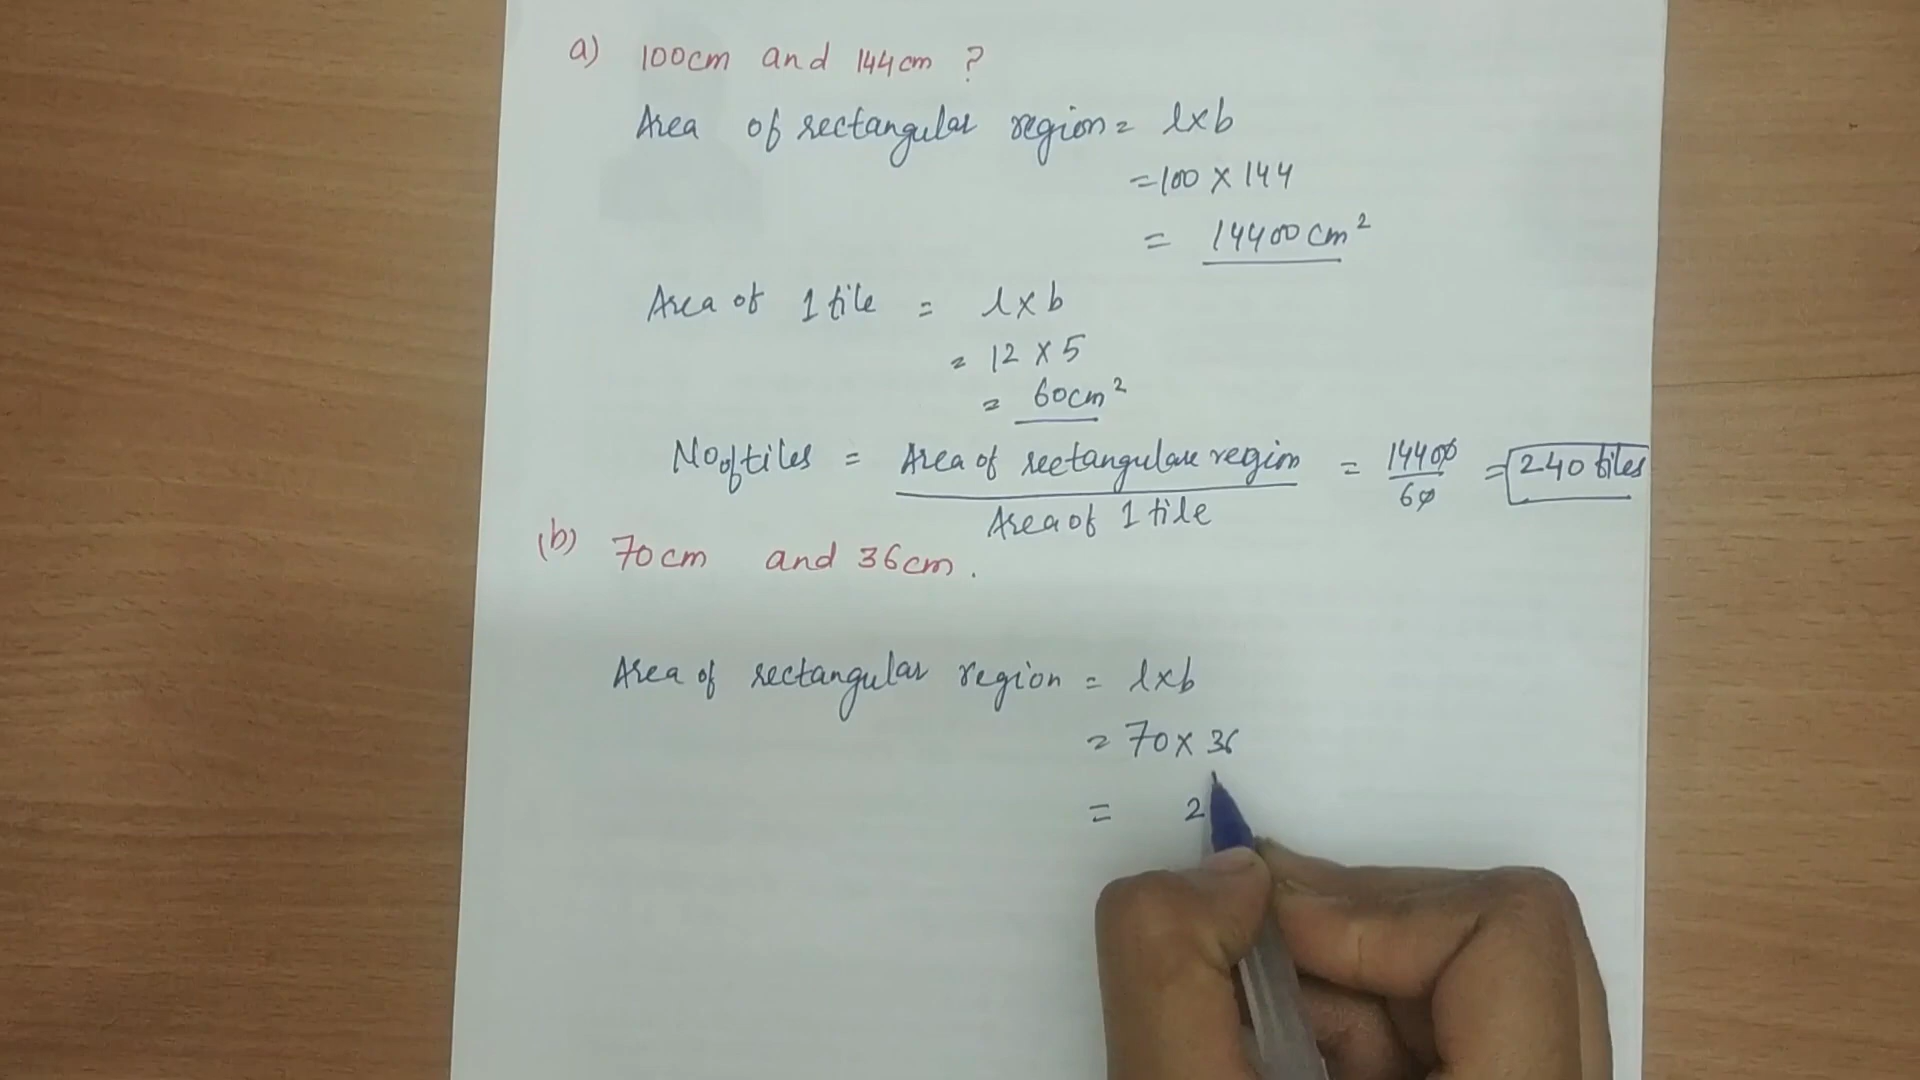 a) 100cm and 144cm ?
Area of rectangular region = l×b
= 100 × 144
= 14400 cm²
Area of 1 tile = l × b
= 12 × 5
= 60cm²
No of tiles = Area of rectangular region / Area of 1 tile = 14400/60 = 240 tiles
(b) 70cm and 36cm.
Area of rectangular region = l×b
= 70 × 36
= 2